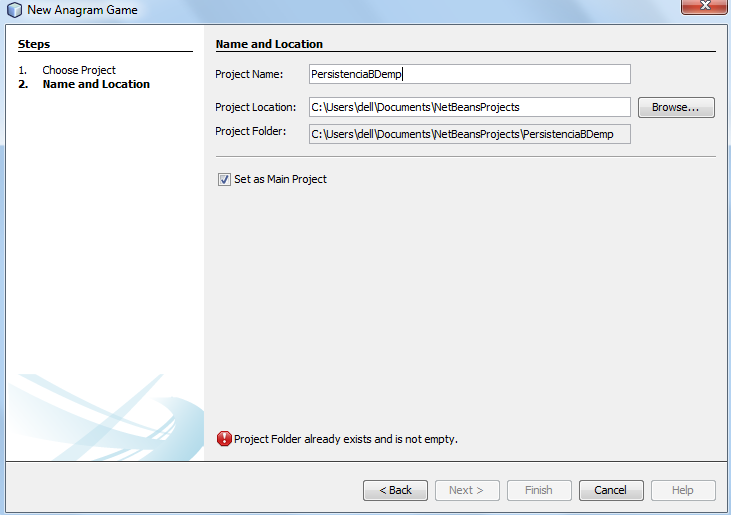 New Anagram Game
Steps
1. Choose Project
2. Name and Location
Name and Location
Project Name: PersistenciaBDemp
Project Location: C:\Users\dell\Documents\NetBeansProjects Browse...
Project Folder: C:\Users\dell\Documents\NetBeansProjects\PersistenciaBDemp
Set as Main Project
Project Folder already exists and is not empty.
< Back Next > Finish Cancel Help